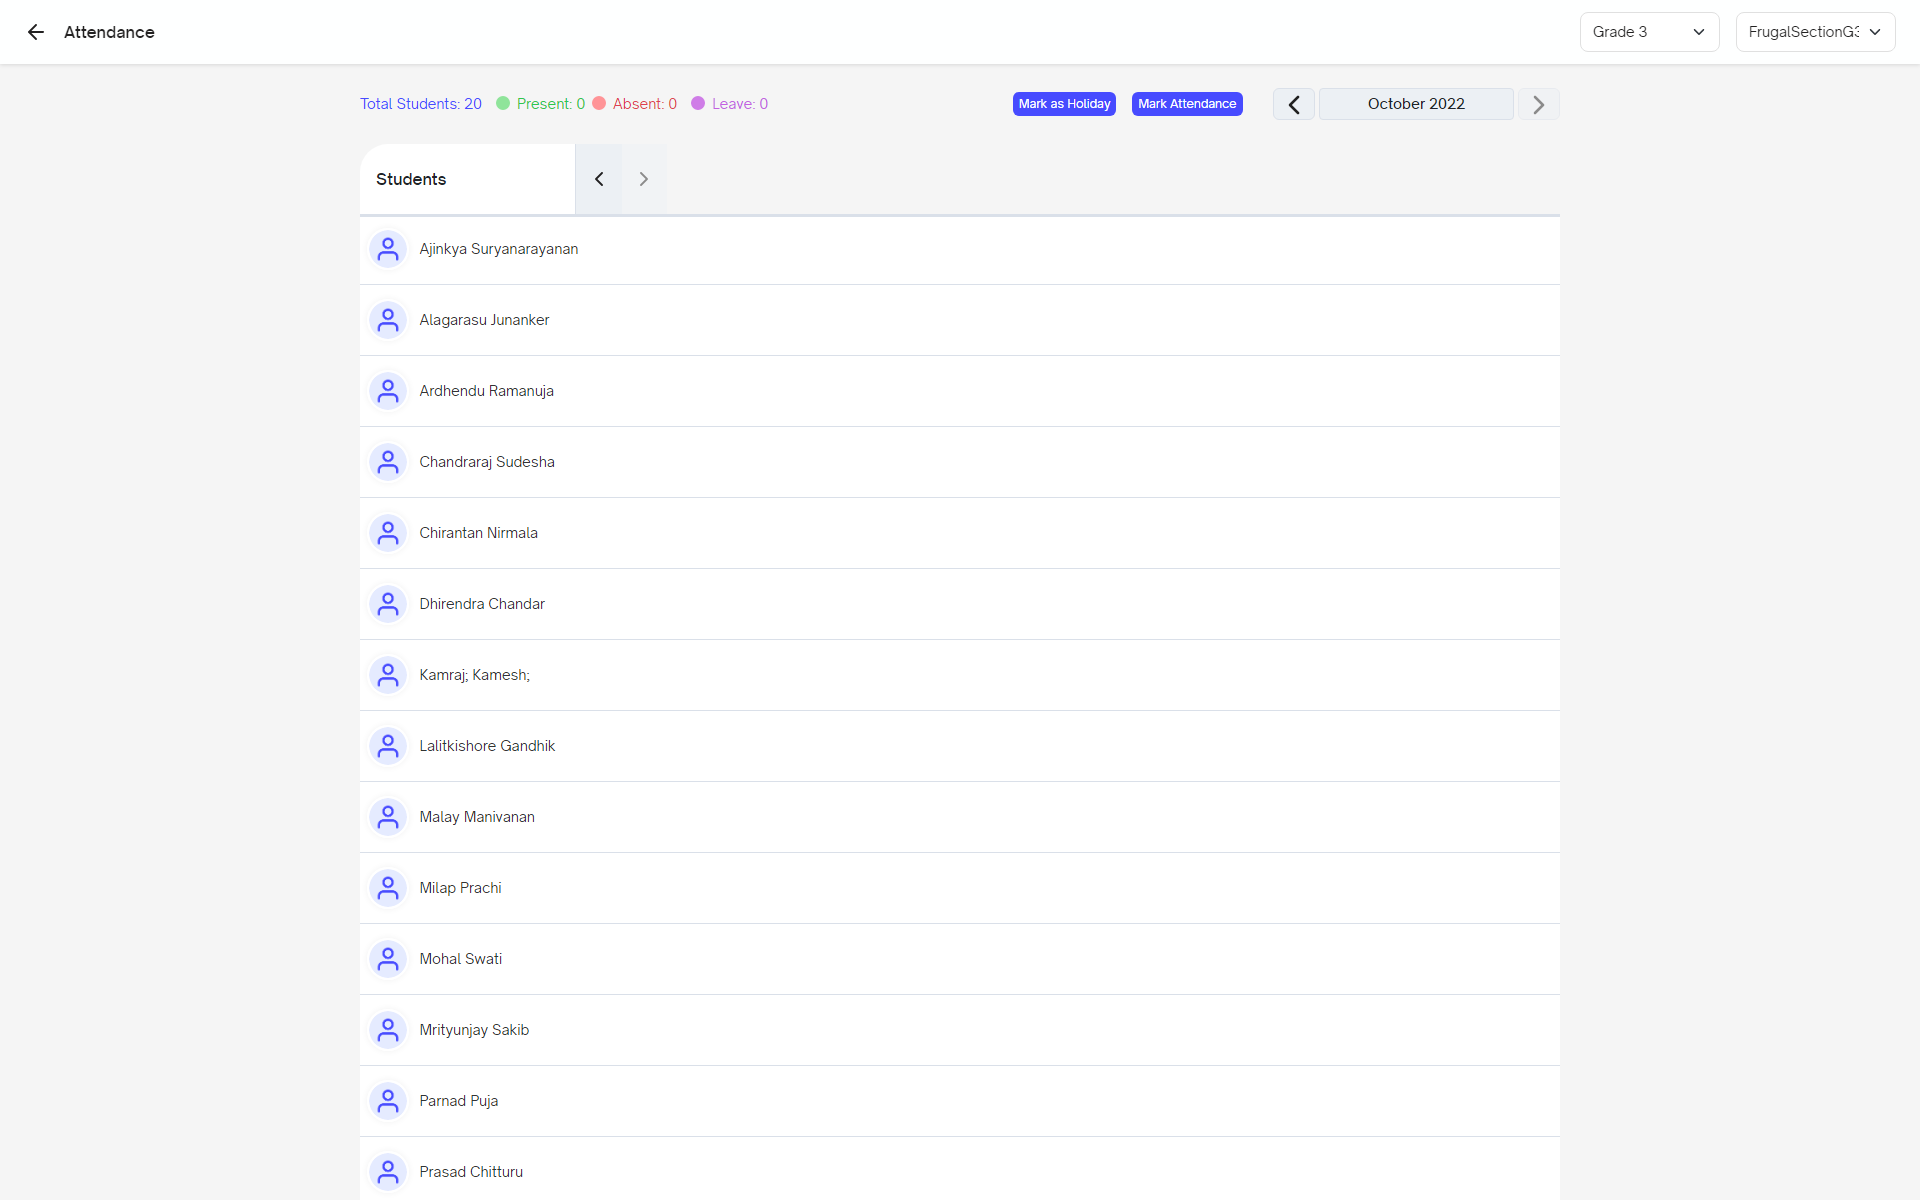 Attendance
Grade 3
FrugalSectionG3
Total Students: 20
Present: 0
Absent: 0
Leave: 0
Mark as Holiday
Mark Attendance
October 2022
Students
Ajinkya Suryanarayanan
Alagarasu Junanker
Ardhendu Ramanuja
Chandraraj Sudesha
Chirantan Nirmala
Dhirendra Chandar
Kamraj; Kamesh;
Lalitkishore Gandhik
Malay Manivanan
Milap Prachi
Mohal Swati
Mrityunjay Sakib
Parnad Puja
Prasad Chitturu